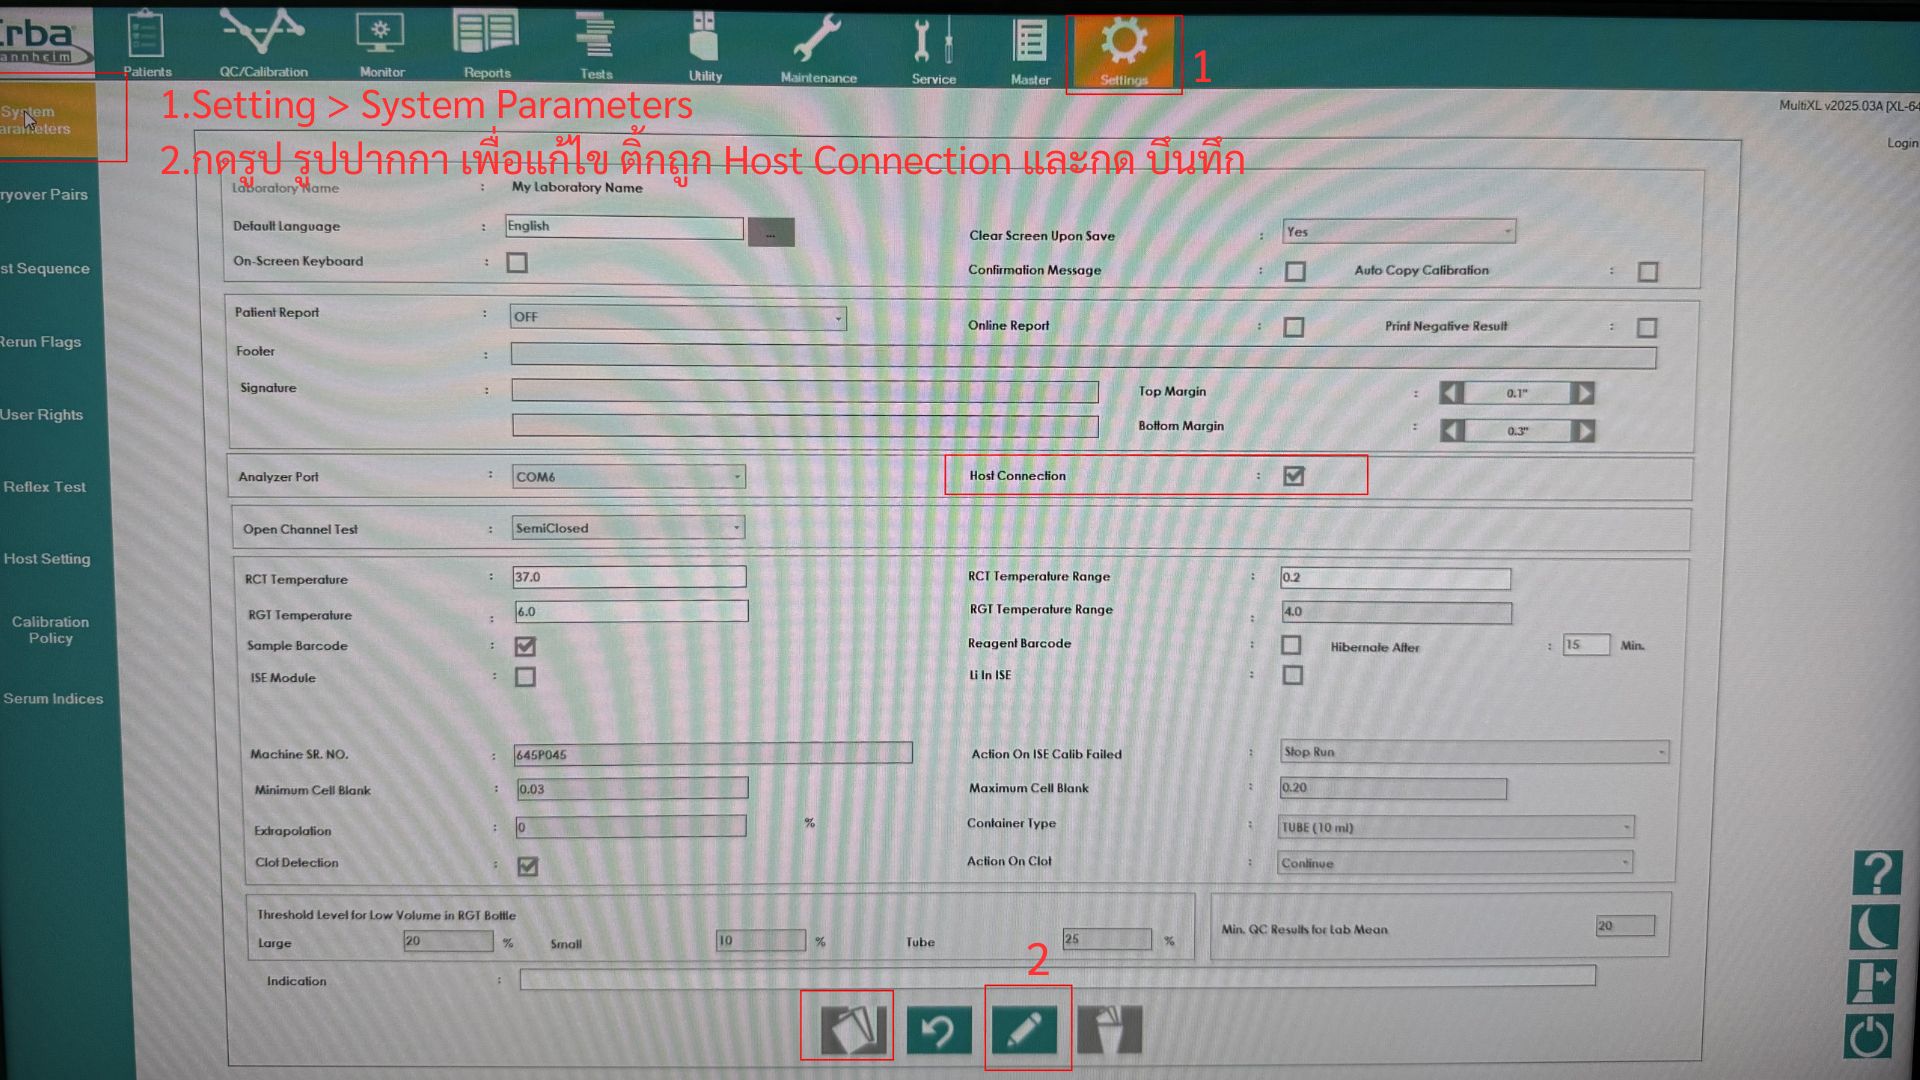 Erba
mannheim
Patients
QC/Calibration
Monitor
Reports
Tests
Utility
Maintenance
Service
Master
Settings
1
System
Parameters
1.Setting > System Parameters
2.กดรูป รูปปากกา เพื่อแก้ไข ติ้กถูก Host Connection และกด บึนทึก
MultiXL v2025.03A [XL-64
Login
ryover Pairs
st Sequence
Rerun Flags
User Rights
Reflex Test
Host Setting
Calibration
Policy
Serum Indices
Laboratory Name : My Laboratory Name
Default Language : English ...
Clear Screen Upon Save : Yes
On-Screen Keyboard :
Confirmation Message : Auto Copy Calibration :
Patient Report : OFF
Online Report : Print Negative Result :
Footer :
Signature :
Top Margin : 0.1"
Bottom Margin : 0.3"
Analyzer Port : COM6
Host Connection :
Open Channel Test : SemiClosed
RCT Temperature : 37.0
RCT Temperature Range : 0.2
RGT Temperature : 6.0
RGT Temperature Range : 4.0
Sample Barcode :
Reagent Barcode : Hibernate After : 15 Min.
ISE Module :
Li In ISE :
Machine SR. NO. : 645P045
Action On ISE Calib Failed : Stop Run
Minimum Cell Blank : 0.03
Maximum Cell Blank : 0.20
Extrapolation : 0 %
Container Type : TUBE (10 ml)
Clot Detection :
Action On Clot : Continue
Threshold Level for Low Volume in RGT Bottle
Large 20 % Small 10 % Tube 25 %
Min. QC Results for Lab Mean 20
2
Indication :
?